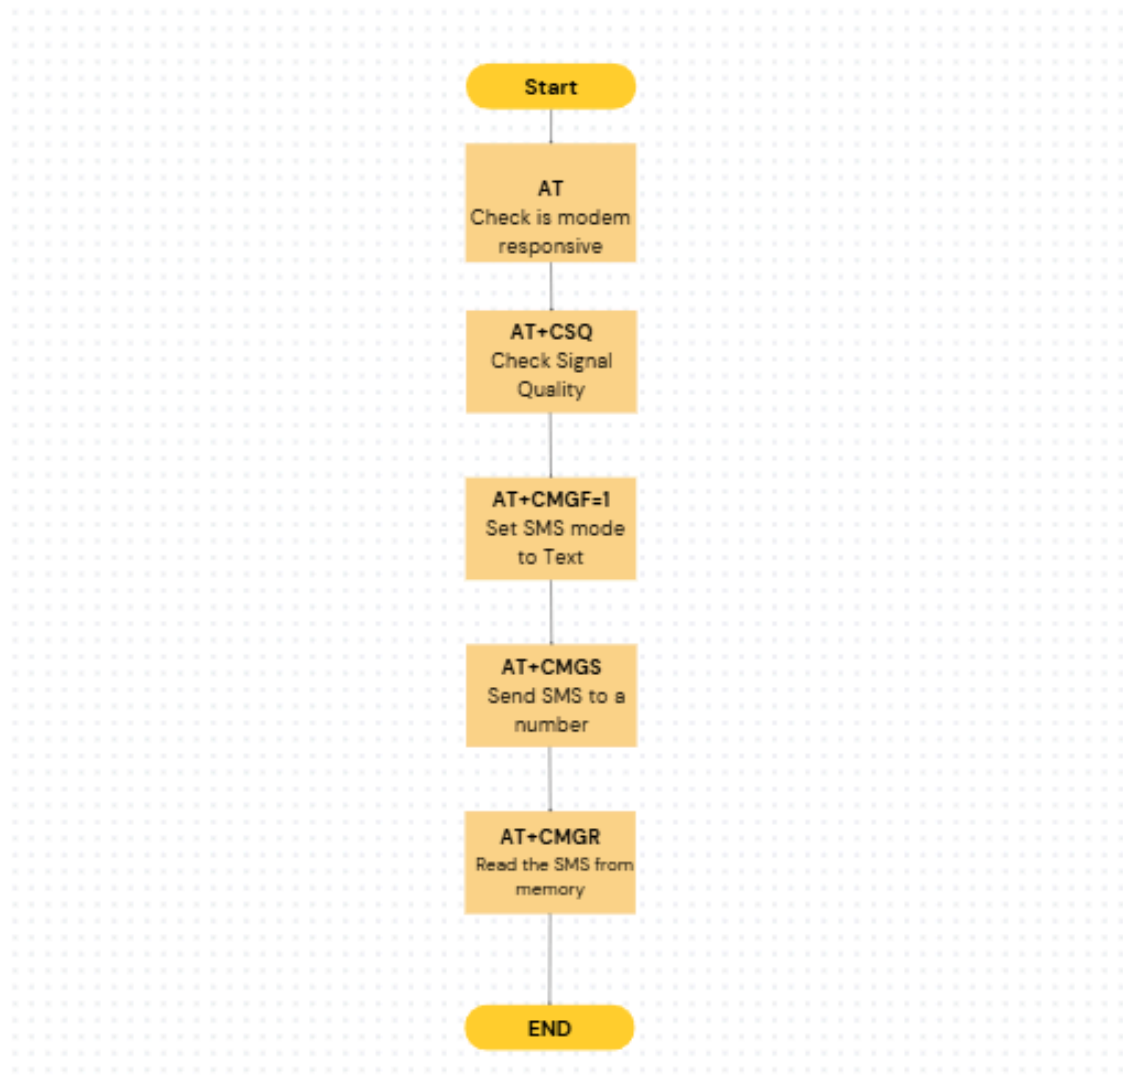 Start
AT
Check is modem
responsive
AT+CSQ
Check Signal
Quality
AT+CMGF=1
Set SMS mode
to Text
AT+CMGS
Send SMS to a
number
AT+CMGR
Read the SMS from
memory
END